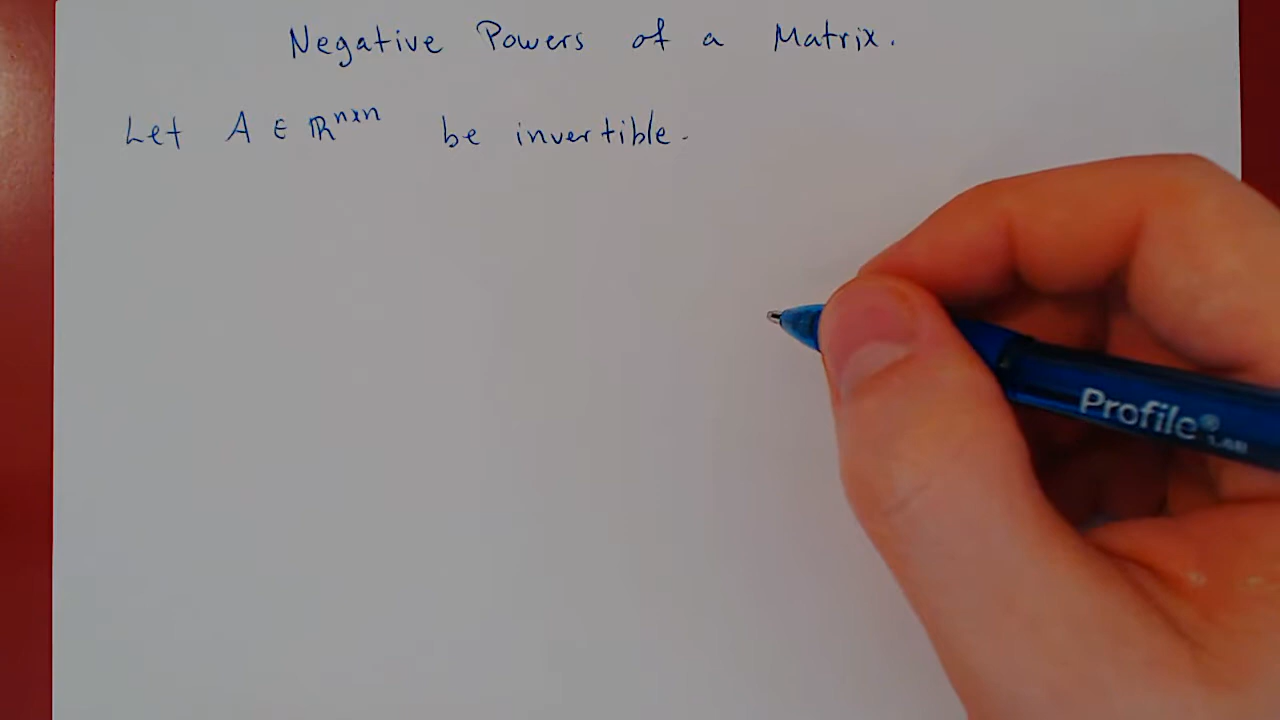 Negative Powers of a Matrix.
Let A ∈ ℝⁿˣⁿ be invertible.
Profile®